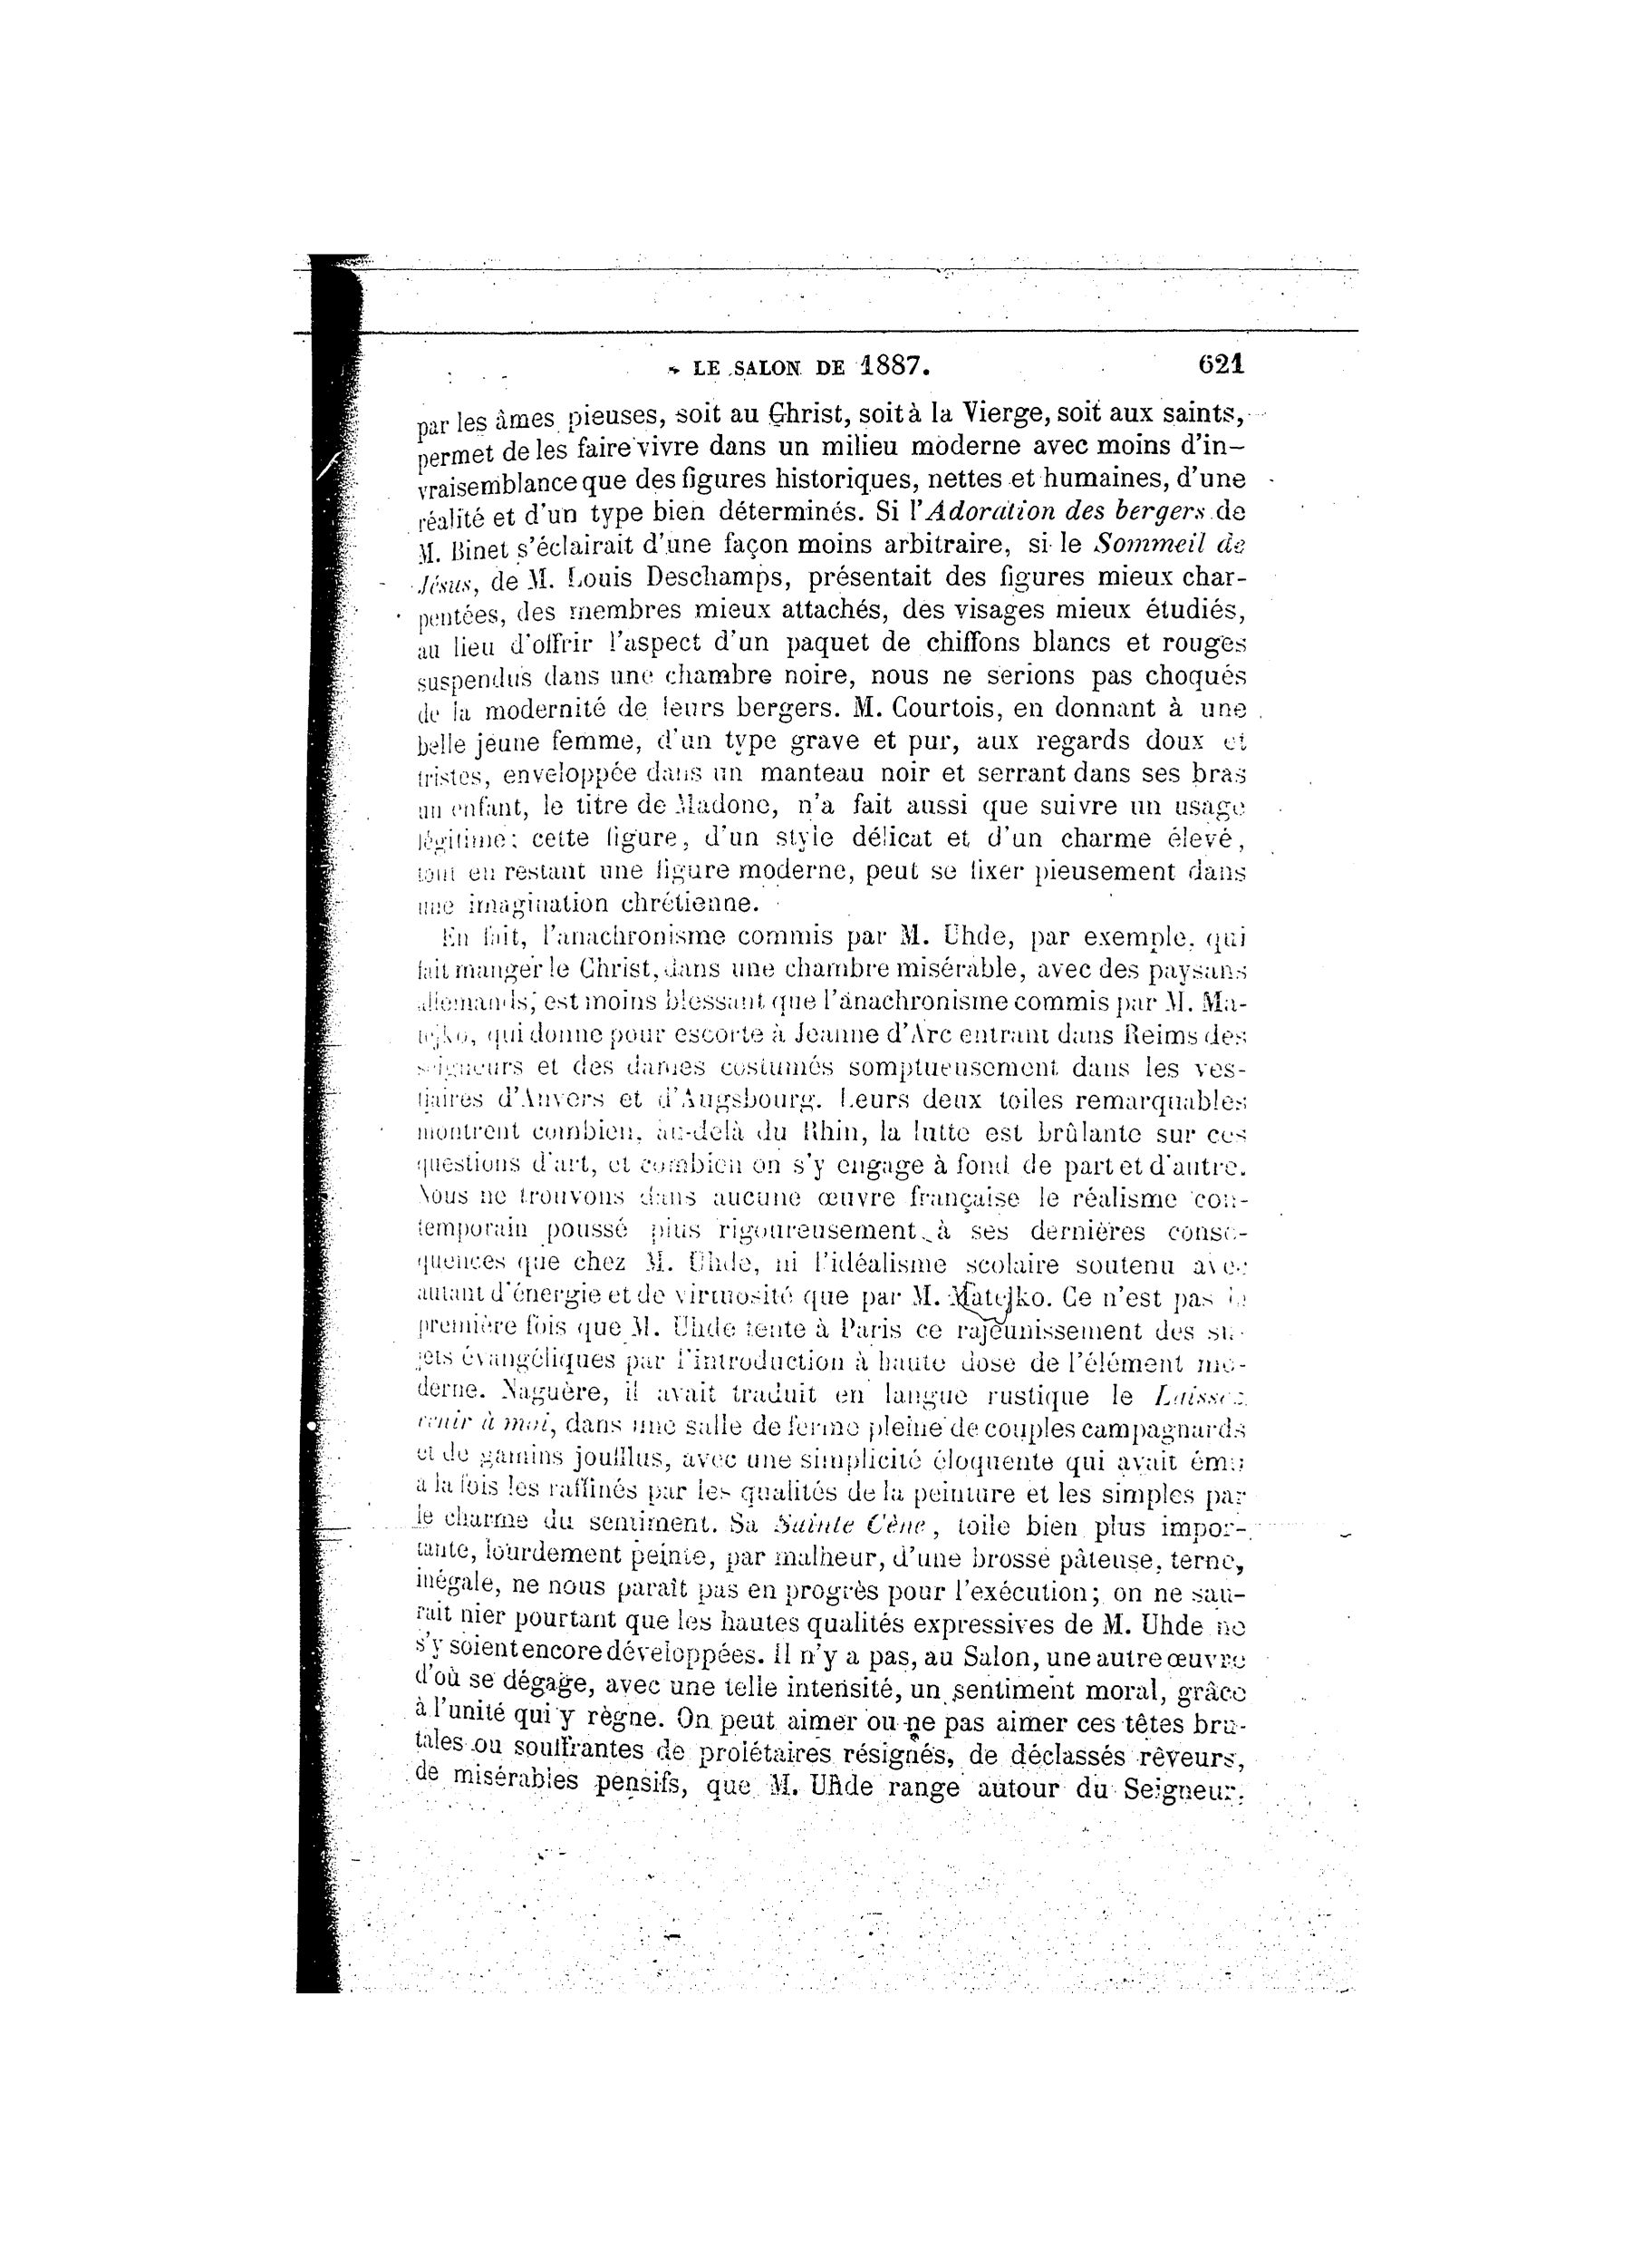 LE SALON DE 1887. 621
par les âmes pieuses, soit au Christ, soit à la Vierge, soit aux saints,
permet de les faire vivre dans un milieu moderne avec moins d'in-
vraisemblance que des figures historiques, nettes et humaines, d'une
réalité et d'un type bien déterminés. Si l'Adoration des bergers de
M. Binet s'éclairait d'une façon moins arbitraire, si le Sommeil de
Jésus, de M. Louis Deschamps, présentait des figures mieux char-
pentées, des membres mieux attachés, des visages mieux étudiés,
au lieu d'offrir l'aspect d'un paquet de chiffons blancs et rouges
suspendus dans une chambre noire, nous ne serions pas choqués
de la modernité de leurs bergers. M. Courtois, en donnant à une
belle jeune femme, d'un type grave et pur, aux regards doux et
tristes, enveloppée dans un manteau noir et serrant dans ses bras
un enfant, le titre de Madone, n'a fait aussi que suivre un usage
légitime; cette figure, d'un style délicat et d'un charme élevé,
tout en restant une figure moderne, peut se fixer pieusement dans
une imagination chrétienne.
En fait, l'anachronisme commis par M. Uhde, par exemple, qui
fait manger le Christ, dans une chambre misérable, avec des paysans
allemands, est moins blessant que l'anachronisme commis par M. Ma-
tejko, qui donne pour escorte à Jeanne d'Arc entrant dans Reims des
seigneurs et des dames costumés somptueusement dans les ves-
tiaires d'Anvers et d'Augsbourg. Leurs deux toiles remarquables
montrent combien, au-delà du Rhin, la lutte est brûlante sur ces
questions d'art, et combien on s'y engage à fond de part et d'autre.
Nous ne trouvons dans aucune œuvre française le réalisme con-
temporain poussé plus rigoureusement à ses dernières consé-
quences que chez M. Uhde, ni l'idéalisme scolaire soutenu avec
autant d'énergie et de virtuosité que par M. Matejko. Ce n'est pas la
première fois que M. Uhde tente à Paris ce rajeunissement des su-
jets évangéliques par l'introduction à haute dose de l'élément mo-
derne. Naguère, il avait traduit en langue rustique le Laissez
venir à moi, dans une salle de ferme pleine de couples campagnards
et de gamins joufflus, avec une simplicité éloquente qui avait ému
à la fois les raffinés par les qualités de la peinture et les simples par
le charme du sentiment. Sa Sainte Cène, toile bien plus impor-
tante, lourdement peinte, par malheur, d'une brosse pâteuse, terne,
inégale, ne nous paraît pas en progrès pour l'exécution; on ne sau-
rait nier pourtant que les hautes qualités expressives de M. Uhde ne
s'y soient encore développées. Il n'y a pas, au Salon, une autre œuvre
d'où se dégage, avec une telle intensité, un sentiment moral, grâce
à l'unité qui y règne. On peut aimer ou ne pas aimer ces têtes bru-
tales ou souffrantes de prolétaires résignés, de déclassés rêveurs,
de misérables pensifs, que M. Uhde range autour du Seigneur,